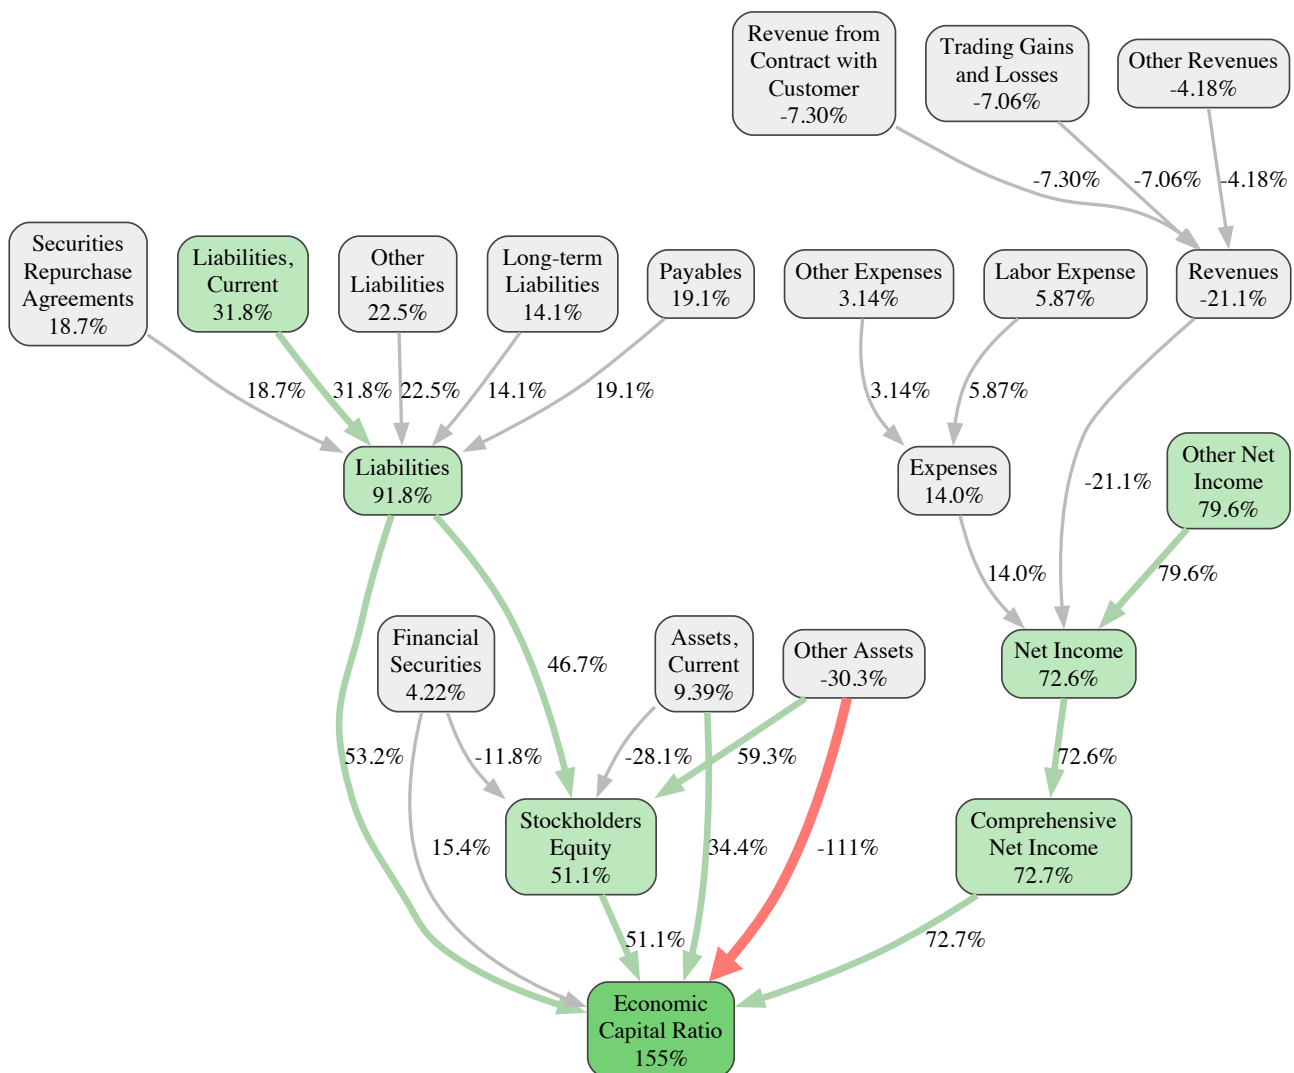 Revenue from
Contract with
Customer
-7.30%
Trading Gains
and Losses
-7.06%
Other Revenues
-4.18%
-7.30%
-7.06%
-4.18%
Securities
Repurchase
Agreements
18.7%
Liabilities,
Current
31.8%
Other
Liabilities
22.5%
Long-term
Liabilities
14.1%
Payables
19.1%
Other Expenses
3.14%
Labor Expense
5.87%
Revenues
-21.1%
18.7%
31.8%
22.5%
14.1%
19.1%
3.14%
5.87%
Liabilities
91.8%
Expenses
14.0%
-21.1%
Other Net
Income
79.6%
14.0%
79.6%
Financial
Securities
4.22%
46.7%
Assets,
Current
9.39%
Other Assets
-30.3%
Net Income
72.6%
53.2%
-11.8%
-28.1%
59.3%
72.6%
Stockholders
Equity
51.1%
15.4%
34.4%
-111%
Comprehensive
Net Income
72.7%
51.1%
72.7%
Economic
Capital Ratio
155%